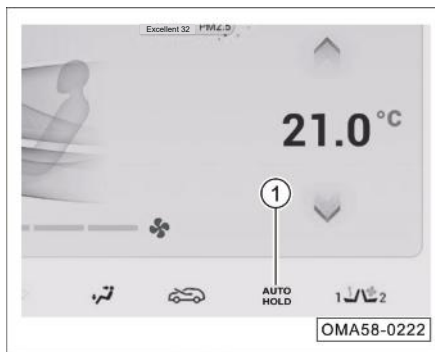 Excellent 32 PM2.5
21.0 °C
1
AUTO
HOLD
1 2
OMA58-0222